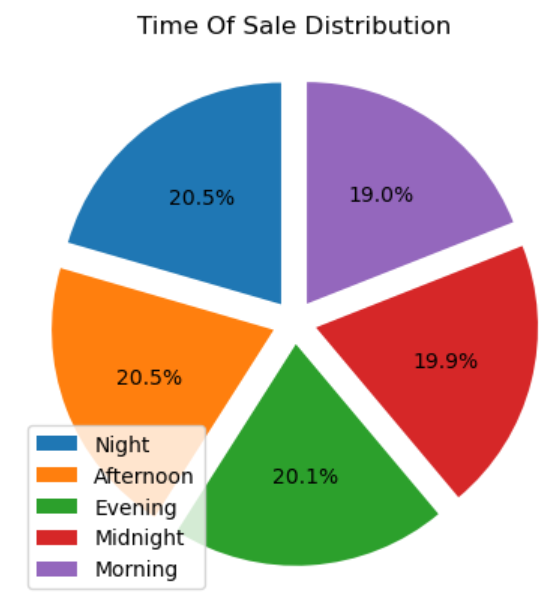 Time Of Sale Distribution
20.5%
19.0%
20.5%
19.9%
20.1%
Night
Afternoon
Evening
Midnight
Morning